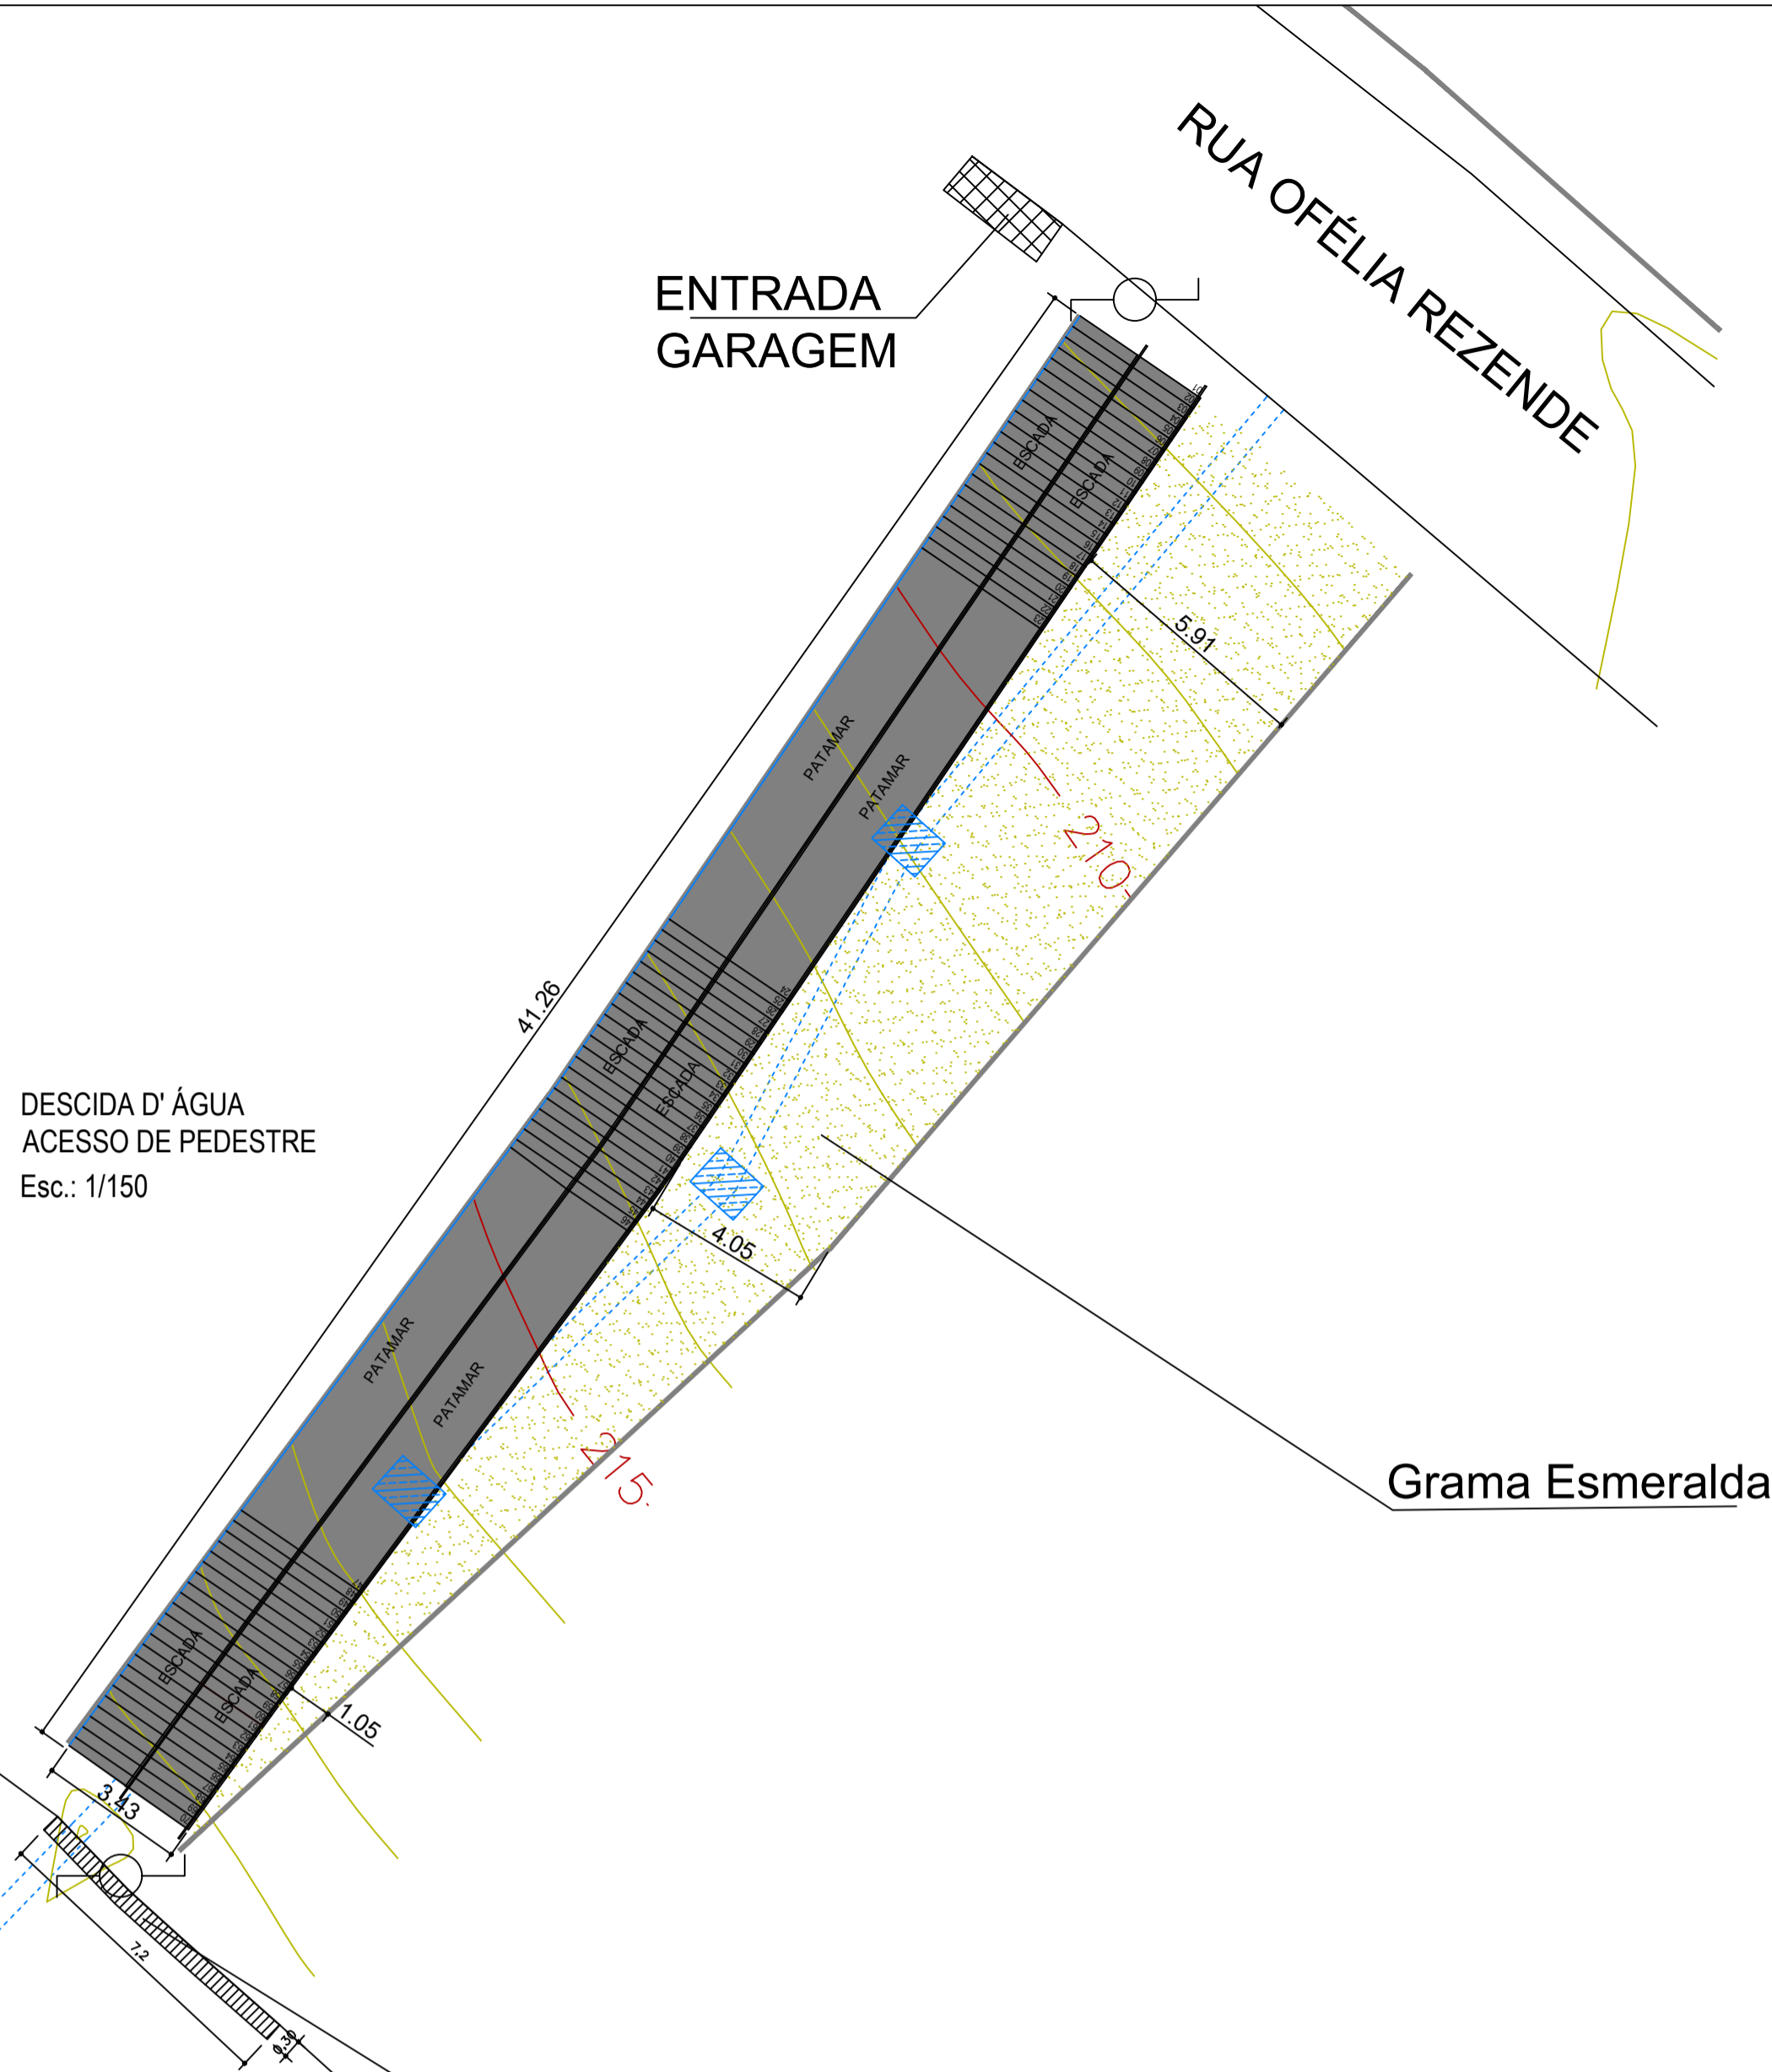 RUA OFÉLIA REZENDE
ENTRADA
GARAGEM
ESCADA
ESCADA
5.91
PATAMAR
PATAMAR
210
41.26
ESCADA
ESCADA
DESCIDA D' ÁGUA
ACESSO DE PEDESTRE
Esc.: 1/150
4.05
PATAMAR
PATAMAR
215
Grama Esmeralda
ESCADA
ESCADA
1.05
3.43
7,2
0,30